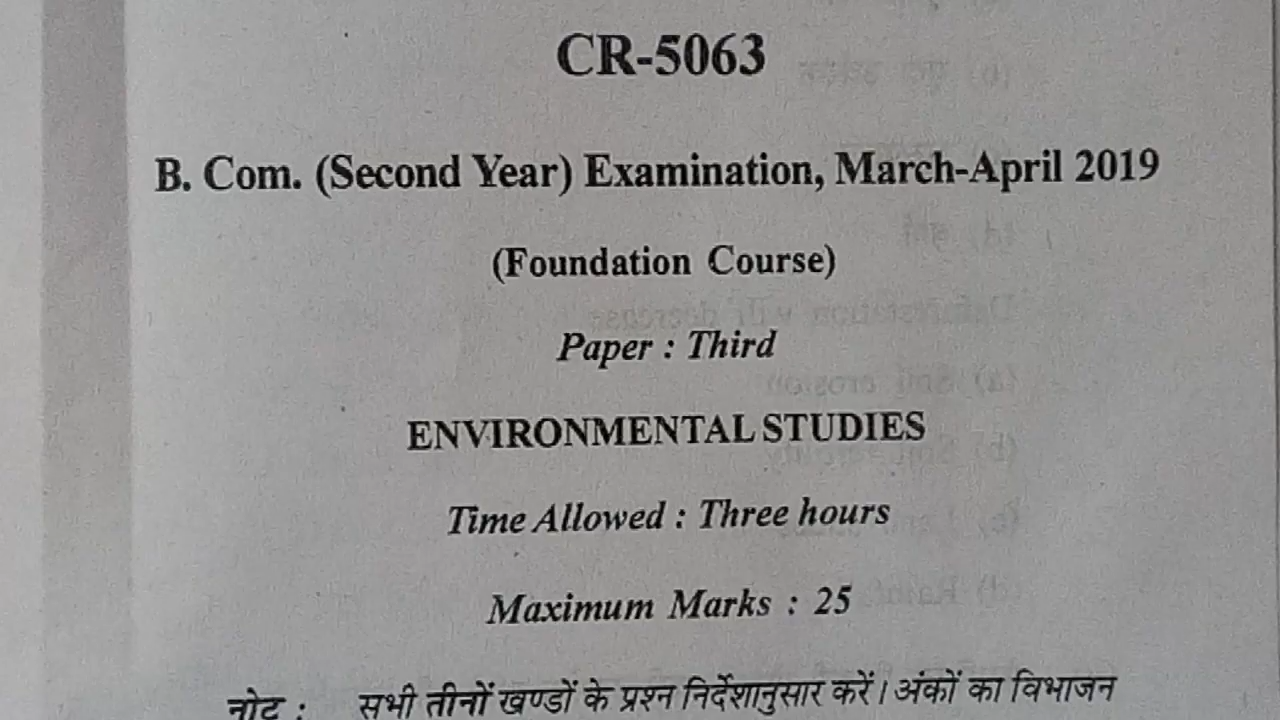 CR-5063
B. Com. (Second Year) Examination, March-April 2019
(Foundation Course)
Paper : Third
ENVIRONMENTAL STUDIES
Time Allowed : Three hours
Maximum Marks : 25
नोट : सभी तीनों खण्डों के प्रश्न निर्देशानुसार करें। अंकों का विभाजन